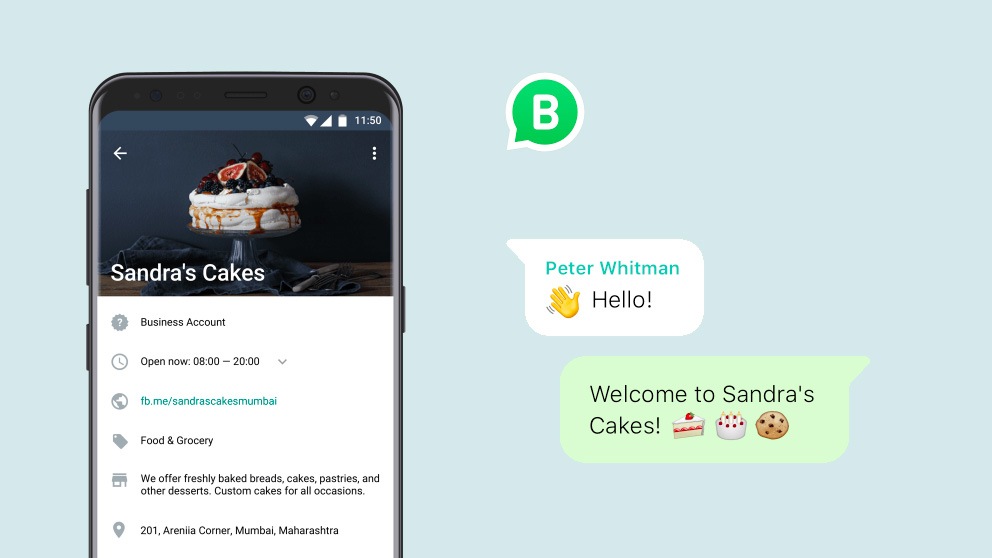 11:50
Sandra's Cakes
Business Account
Open now: 08:00 — 20:00
fb.me/sandrascakesmumbai
Food & Grocery
We offer freshly baked breads, cakes, pastries, and
other desserts. Custom cakes for all occasions.
201, Areniia Corner, Mumbai, Maharashtra
B
Peter Whitman
👋 Hello!
Welcome to Sandra's
Cakes! 🍰 🎂 🍪